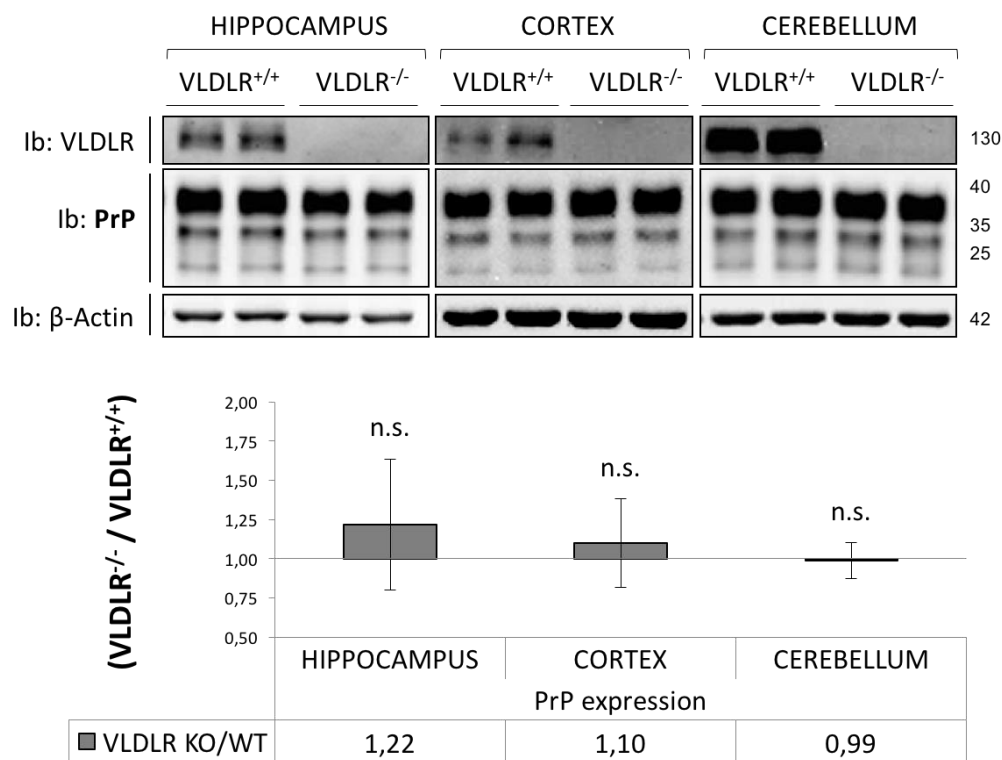 HIPPOCAMPUS CORTEX CEREBELLUM
VLDLR+/+ VLDLR-/- VLDLR+/+ VLDLR-/- VLDLR+/+ VLDLR-/-
Ib: VLDLR 130
Ib: PrP 40
35
25
Ib: β-Actin 42
(VLDLR-/- / VLDLR+/+)
2,00
1,75
1,50
1,25
1,00
0,75
0,50
n.s. n.s. n.s.
HIPPOCAMPUS CORTEX CEREBELLUM
PrP expression
VLDLR KO/WT 1,22 1,10 0,99